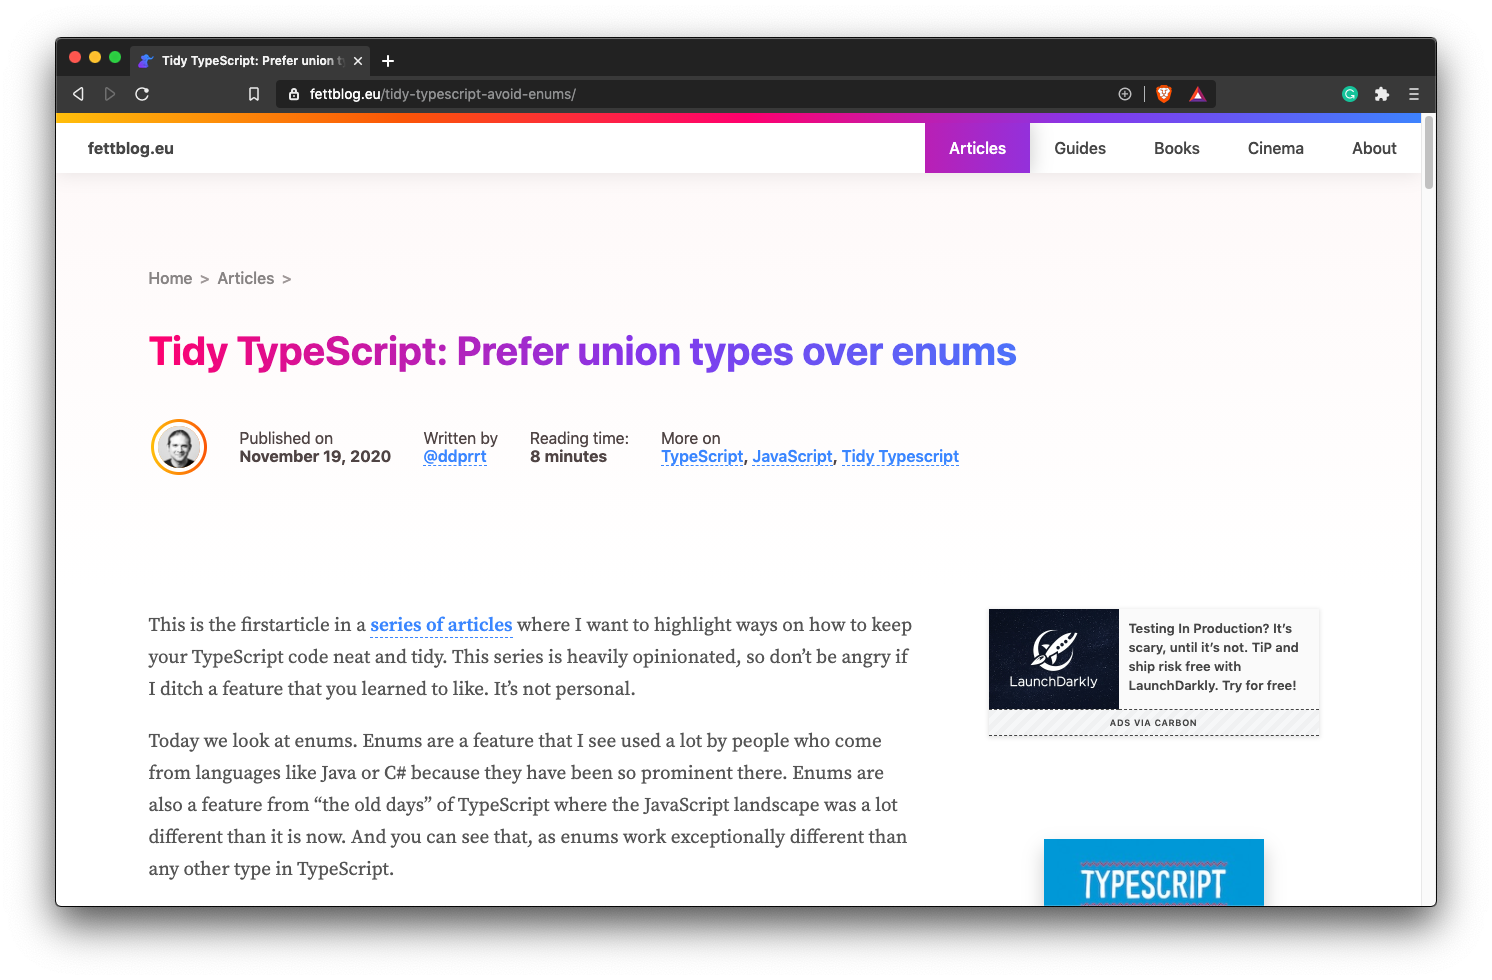 Tidy TypeScript: Prefer union t
fettblog.eu/tidy-typescript-avoid-enums/
fettblog.eu
Articles
Guides
Books
Cinema
About
Home > Articles >
Tidy TypeScript: Prefer union types over enums
Published on
November 19, 2020
Written by
@ddprrt
Reading time:
8 minutes
More on
TypeScript, JavaScript, Tidy Typescript
This is the firstarticle in a series of articles where I want to highlight ways on how to keep
your TypeScript code neat and tidy. This series is heavily opinionated, so don’t be angry if
I ditch a feature that you learned to like. It’s not personal.
Today we look at enums. Enums are a feature that I see used a lot by people who come
from languages like Java or C# because they have been so prominent there. Enums are
also a feature from “the old days” of TypeScript where the JavaScript landscape was a lot
different than it is now. And you can see that, as enums work exceptionally different than
any other type in TypeScript.
LaunchDarkly
Testing In Production? It’s
scary, until it’s not. TiP and
ship risk free with
LaunchDarkly. Try for free!
ADS VIA CARBON
TYPESCRIPT